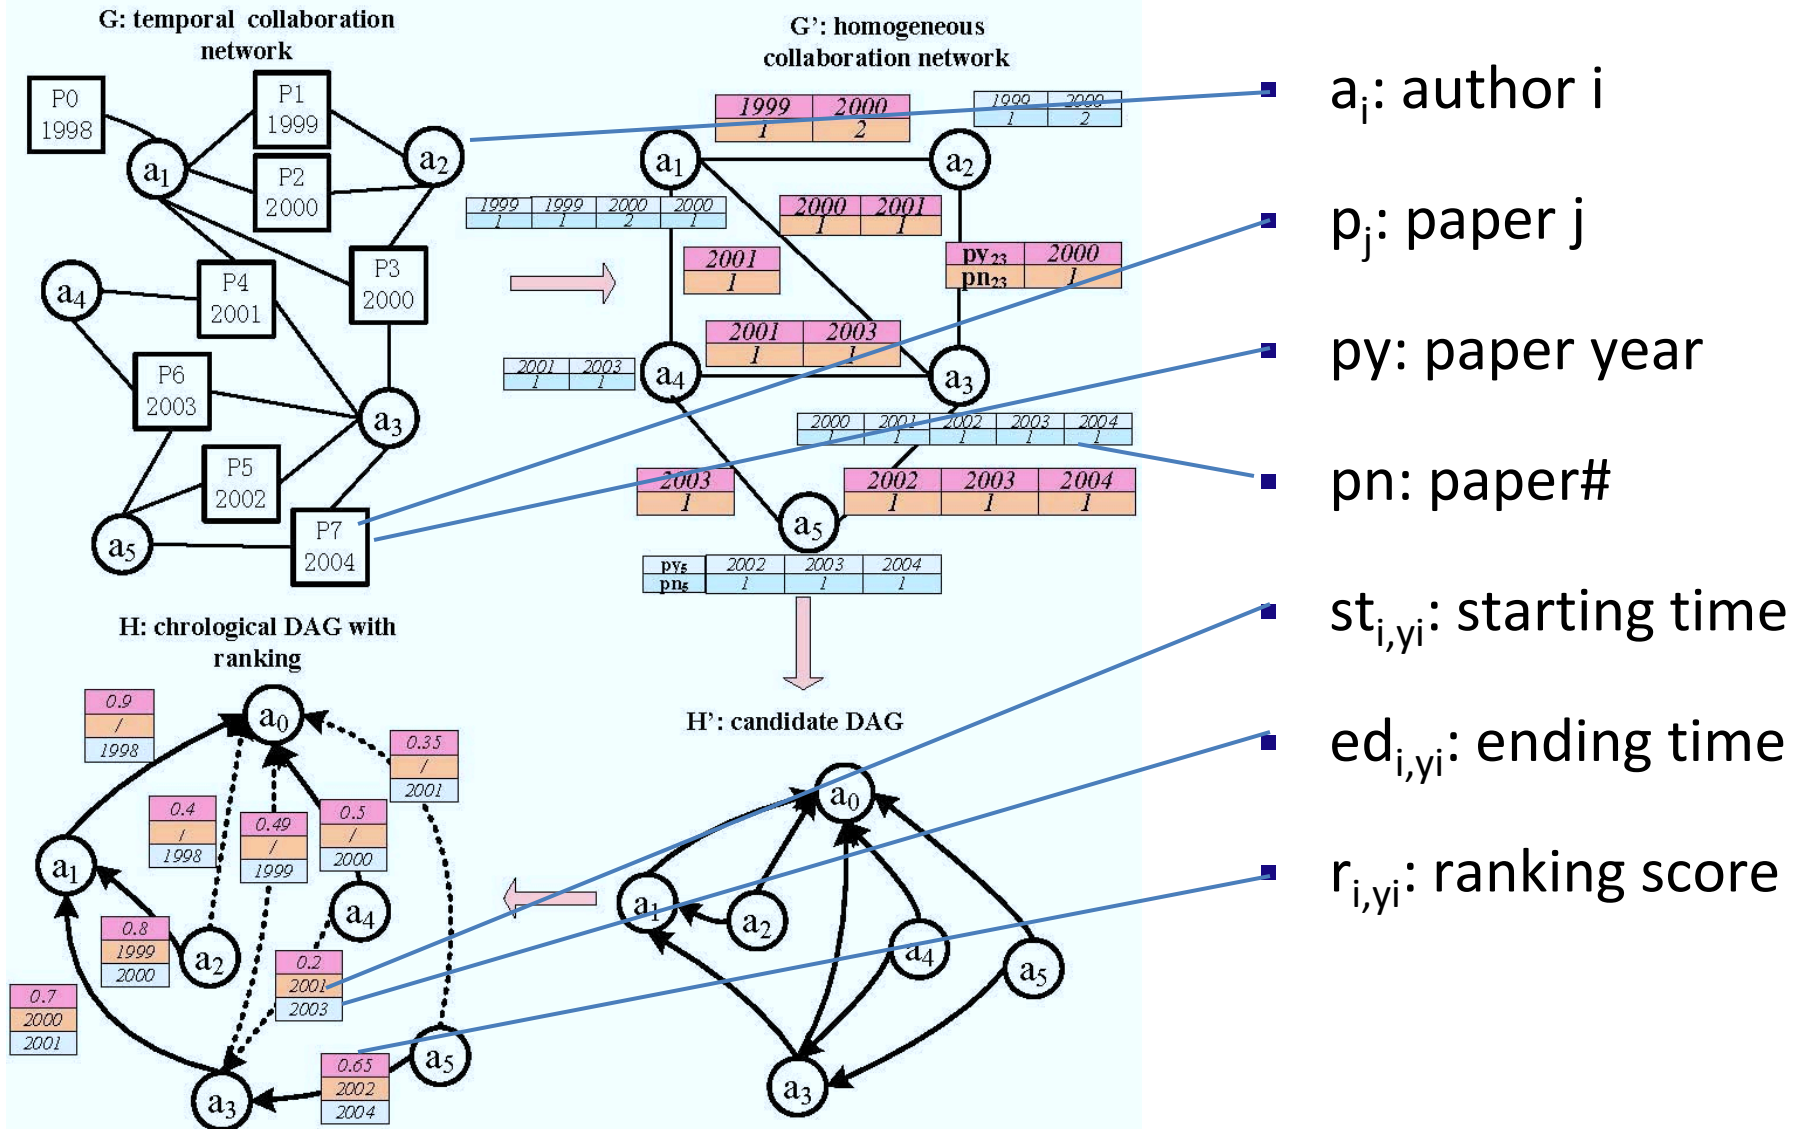 G: temporal collaboration
network
P0
1998
P1
1999
P2
2000
a1
a2
P3
2000
P4
2001
a4
P6
2003
P5
2002
a3
a5
P7
2004
G': homogeneous
collaboration network
1999 2000
1 2
1999 2000
1 2
a1
a2
1999 1999 2000 2000
1 1 2 1
2000 2001
1 1
2001
1
py23 2000
pn23 1
2001 2003
1 1
2001 2003
1 1
a4
a3
2000 2001 2002 2003 2004
1 1 1 1 1
2003
1
2002 2003 2004
1 1 1
a5
py5 2002 2003 2004
pn5 1 1 1
H: chrological DAG with
ranking
0.9
/
1998
a0
0.35
/
2001
0.4
/
1998
0.49
/
1999
0.5
/
2000
a1
a4
0.8
1999
2000
a2
0.2
2001
2003
0.7
2000
2001
a5
0.65
2002
2004
a3
H': candidate DAG
a0
a1
a2
a4
a5
a3
ai: author i
pj: paper j
py: paper year
pn: paper#
sti,yi: starting time
edi,yi: ending time
ri,yi: ranking score